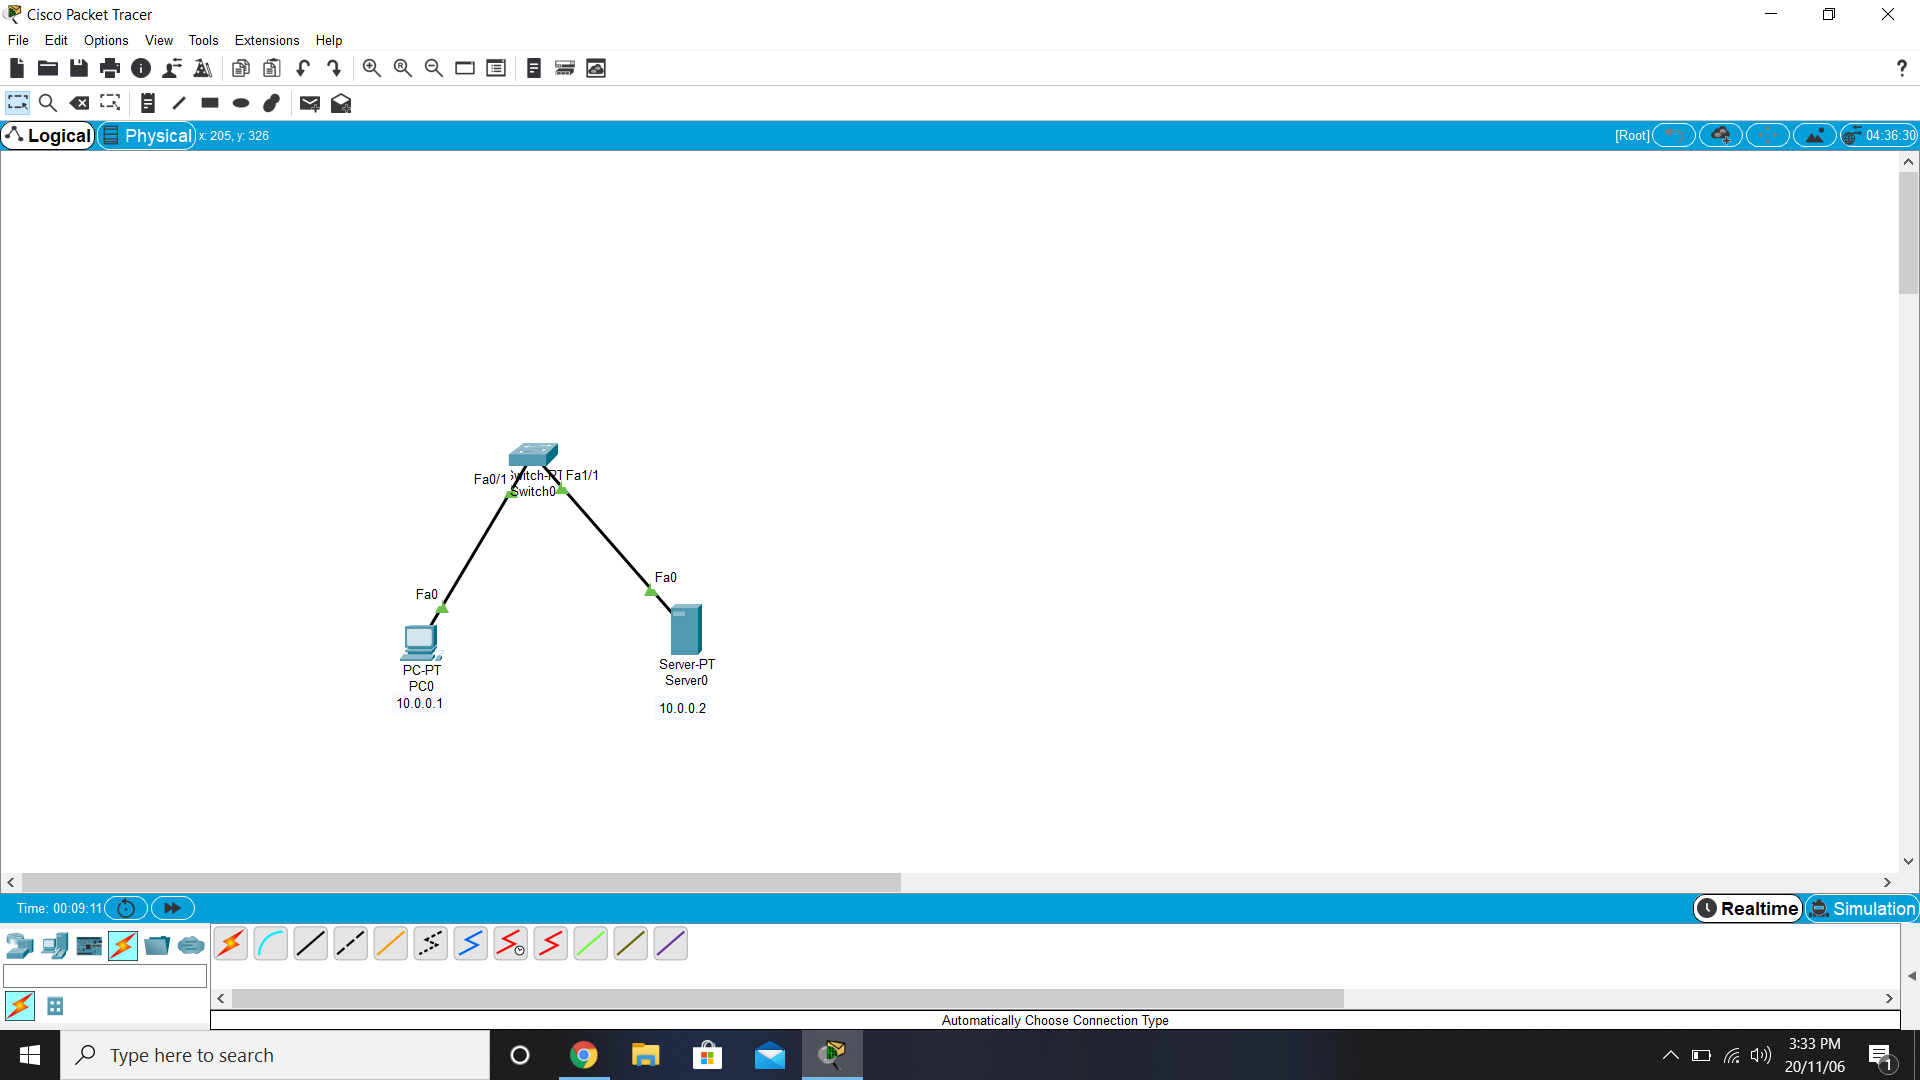 Cisco Packet Tracer
File Edit Options View Tools Extensions Help
?
Logical Physical x: 205, y: 326 [Root] 04:36:30
Fa0/1 Switch-PT Fa1/1
Switch0
Fa0
Fa0
PC-PT
PC0
10.0.0.1
Server-PT
Server0
10.0.0.2
Time: 00:09:11 Realtime Simulation
Automatically Choose Connection Type
Type here to search
3:33 PM
20/11/06
1